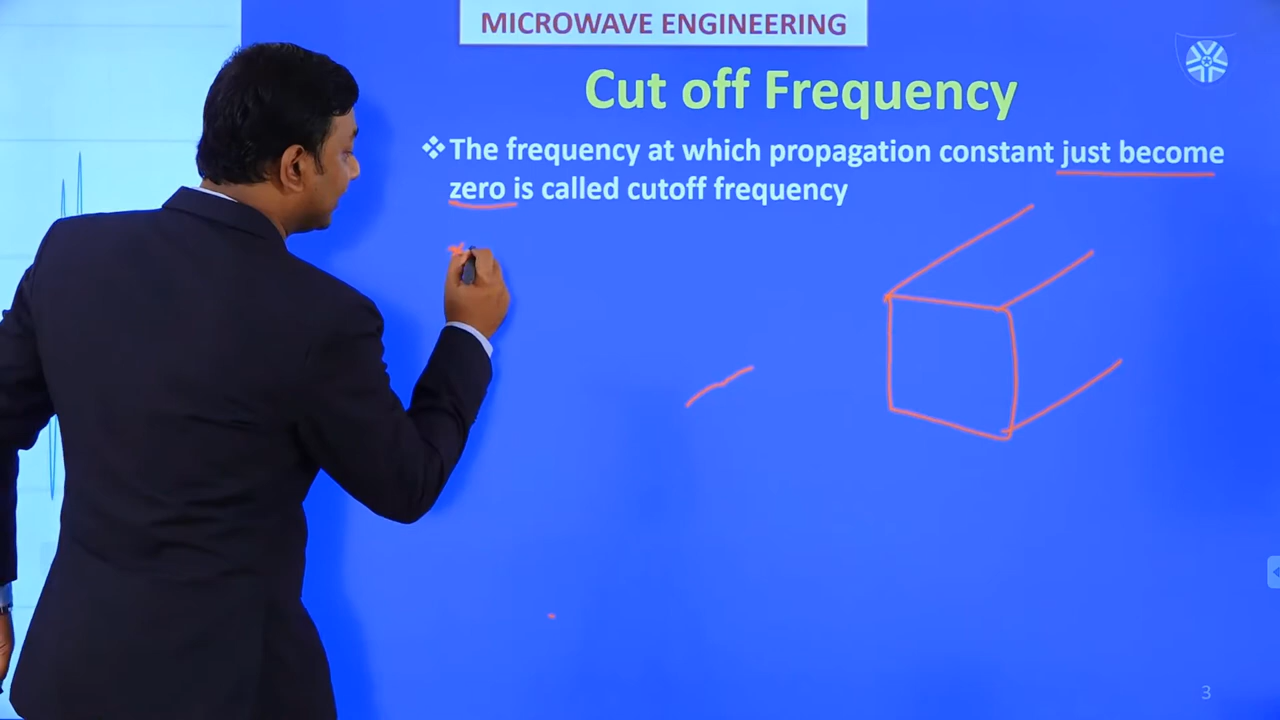 MICROWAVE ENGINEERING
Cut off Frequency
❖The frequency at which propagation constant just become
zero is called cutoff frequency
3